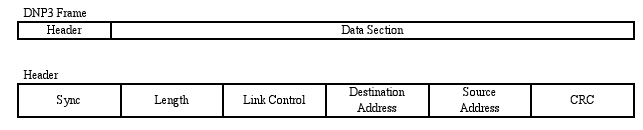 DNP3 Frame
Header Data Section
Header
Sync Length Link Control Destination Address Source Address CRC